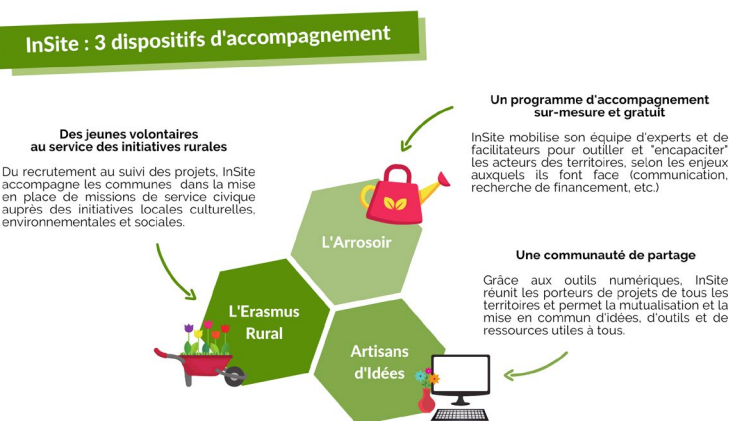 InSite : 3 dispositifs d'accompagnement
Des jeunes volontaires
au service des initiatives rurales
Du recrutement au suivi des projets, InSite
accompagne les communes dans la mise
en place de missions de service civique
auprès des initiatives locales culturelles,
environnementales et sociales.
Un programme d'accompagnement
sur-mesure et gratuit
InSite mobilise son équipe d'experts et de
facilitateurs pour outiller et "encapaciter"
les acteurs des territoires, selon les enjeux
auxquels ils font face (communication,
recherche de financement, etc.)
L'Arrosoir
L'Erasmus
Rural
Artisans
d'Idées
Une communauté de partage
Grâce aux outils numériques, InSite
réunit les porteurs de projets de tous les
territoires et permet la mutualisation et la
mise en commun d'idées, d'outils et de
ressources utiles à tous.